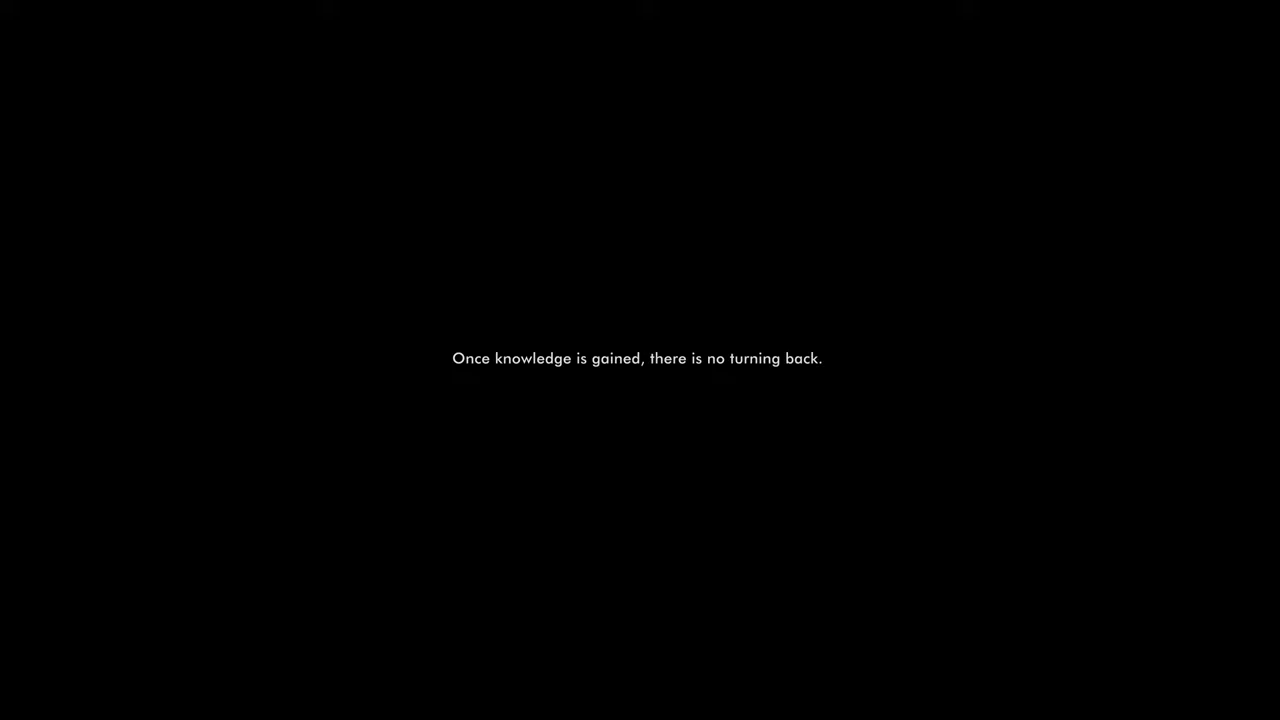 Once knowledge is gained, there is no turning back.